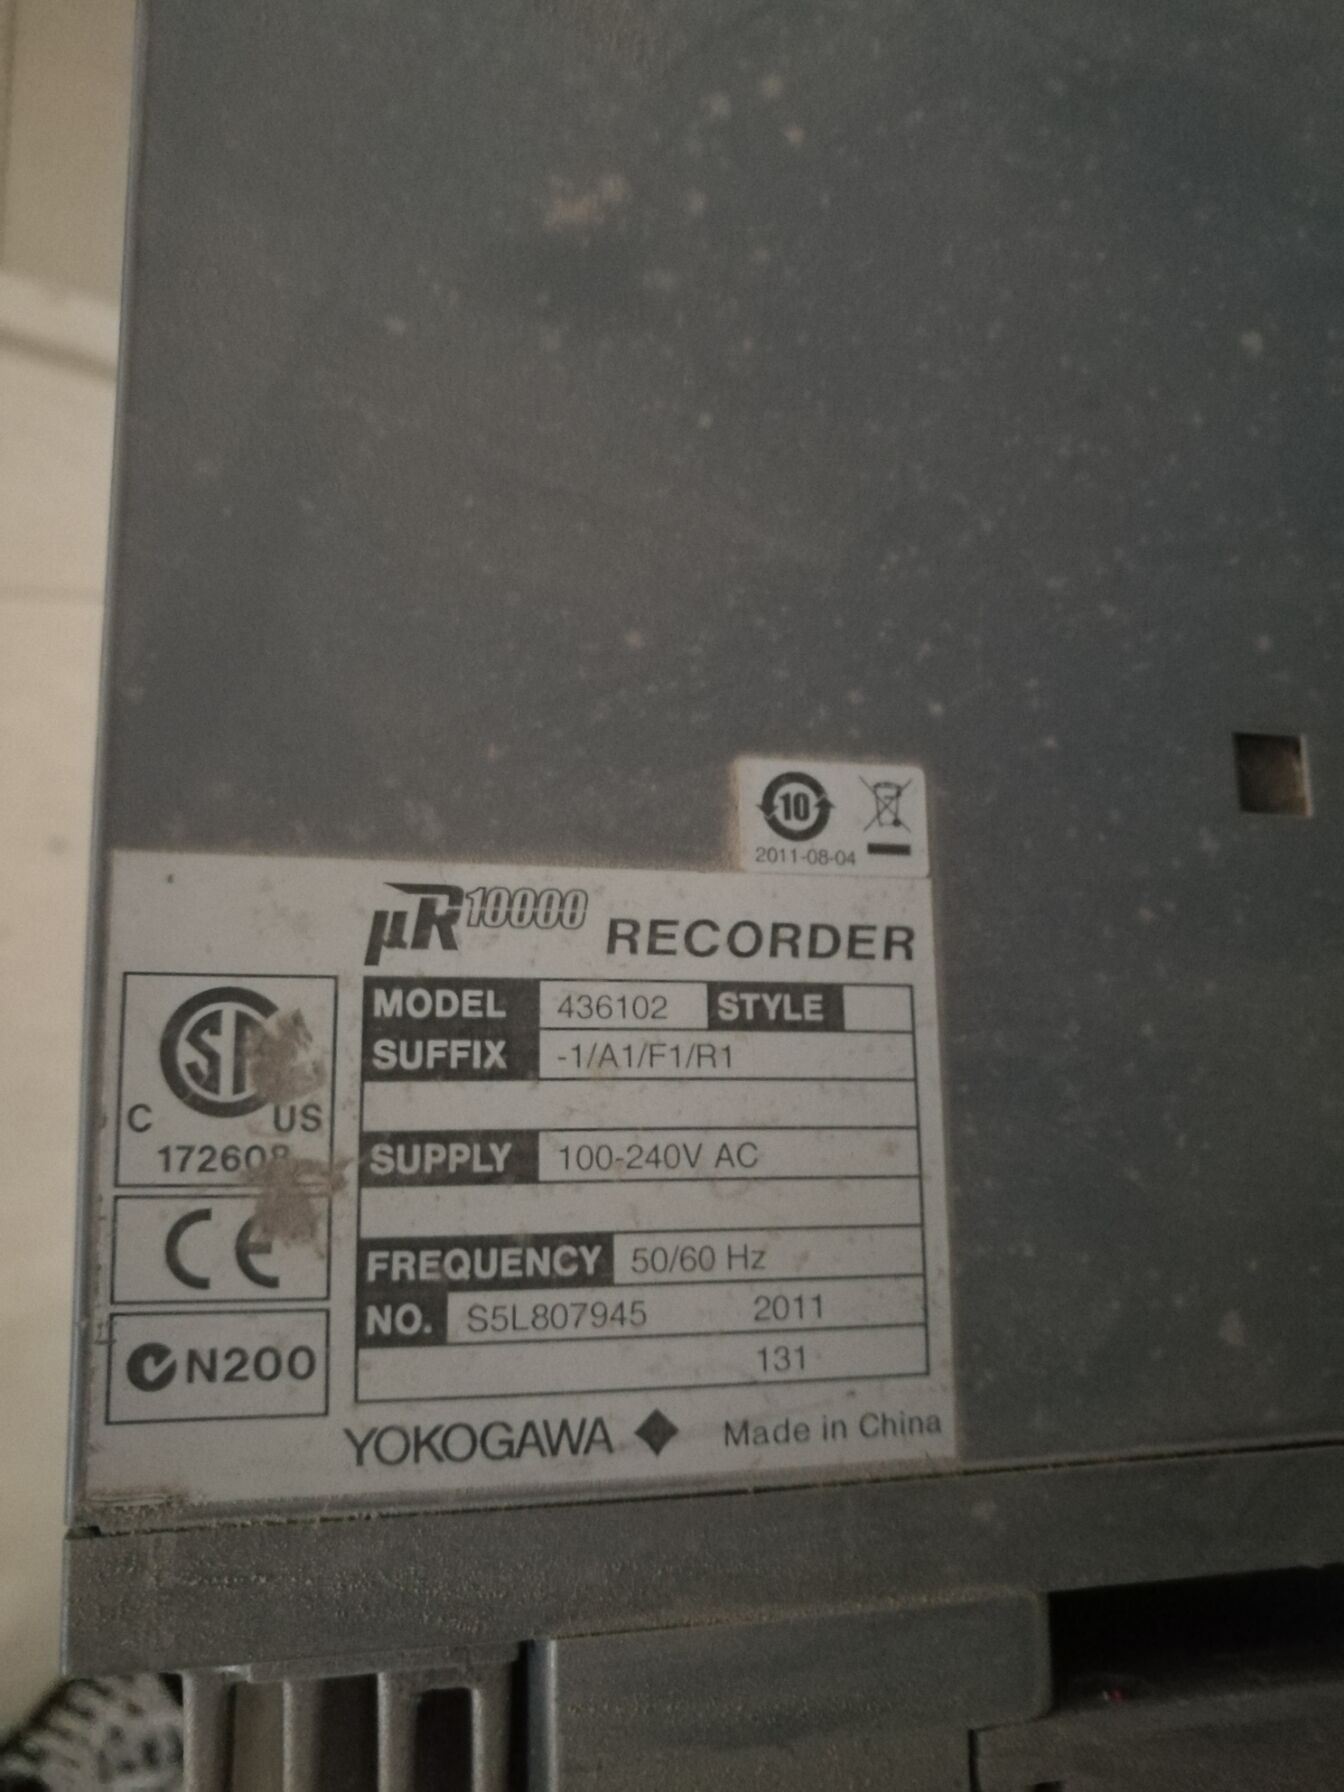 10
2011-08-04
µR10000 RECORDER
MODEL 436102 STYLE
SUFFIX -1/A1/F1/R1
SUPPLY 100-240V AC
FREQUENCY 50/60 Hz
NO. S5L807945 2011
131
YOKOGAWA Made in China
C US
172608
CE
N200